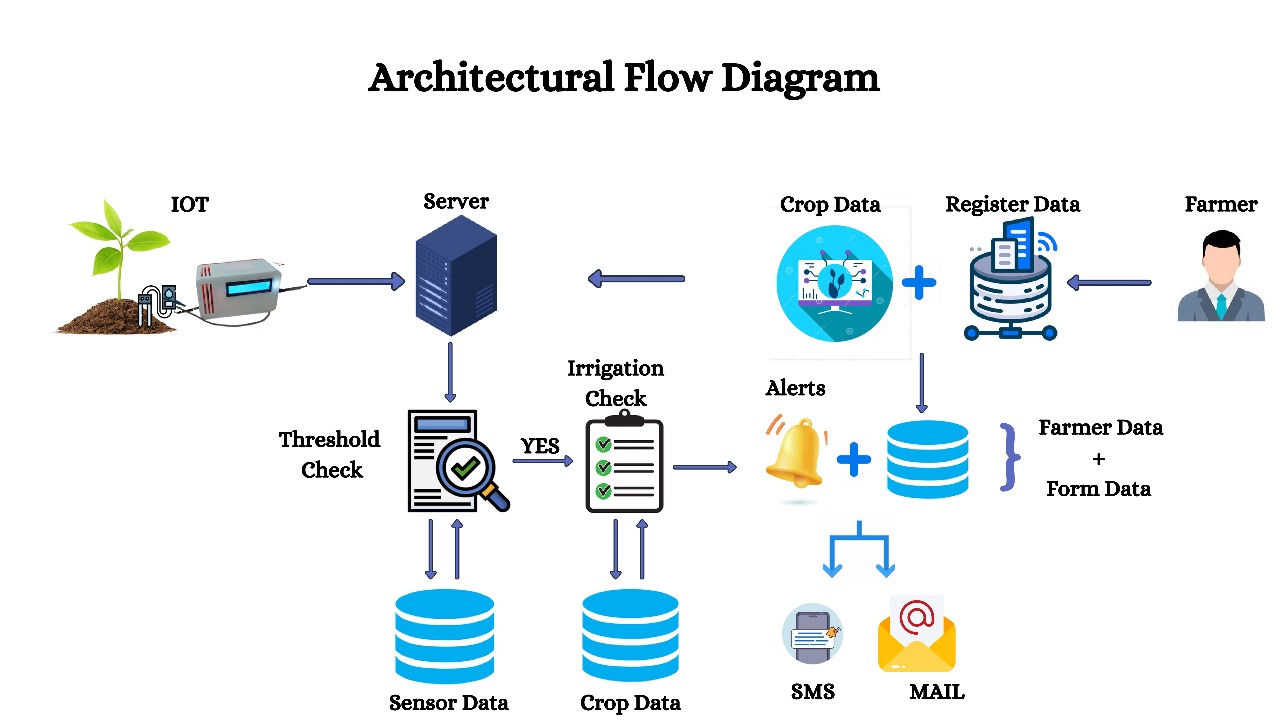 Architectural Flow Diagram
IOT
Server
Crop Data
Register Data
Farmer
Irrigation
Check
Alerts
Threshold
Check
YES
Farmer Data
+
Form Data
Sensor Data
Crop Data
SMS
MAIL